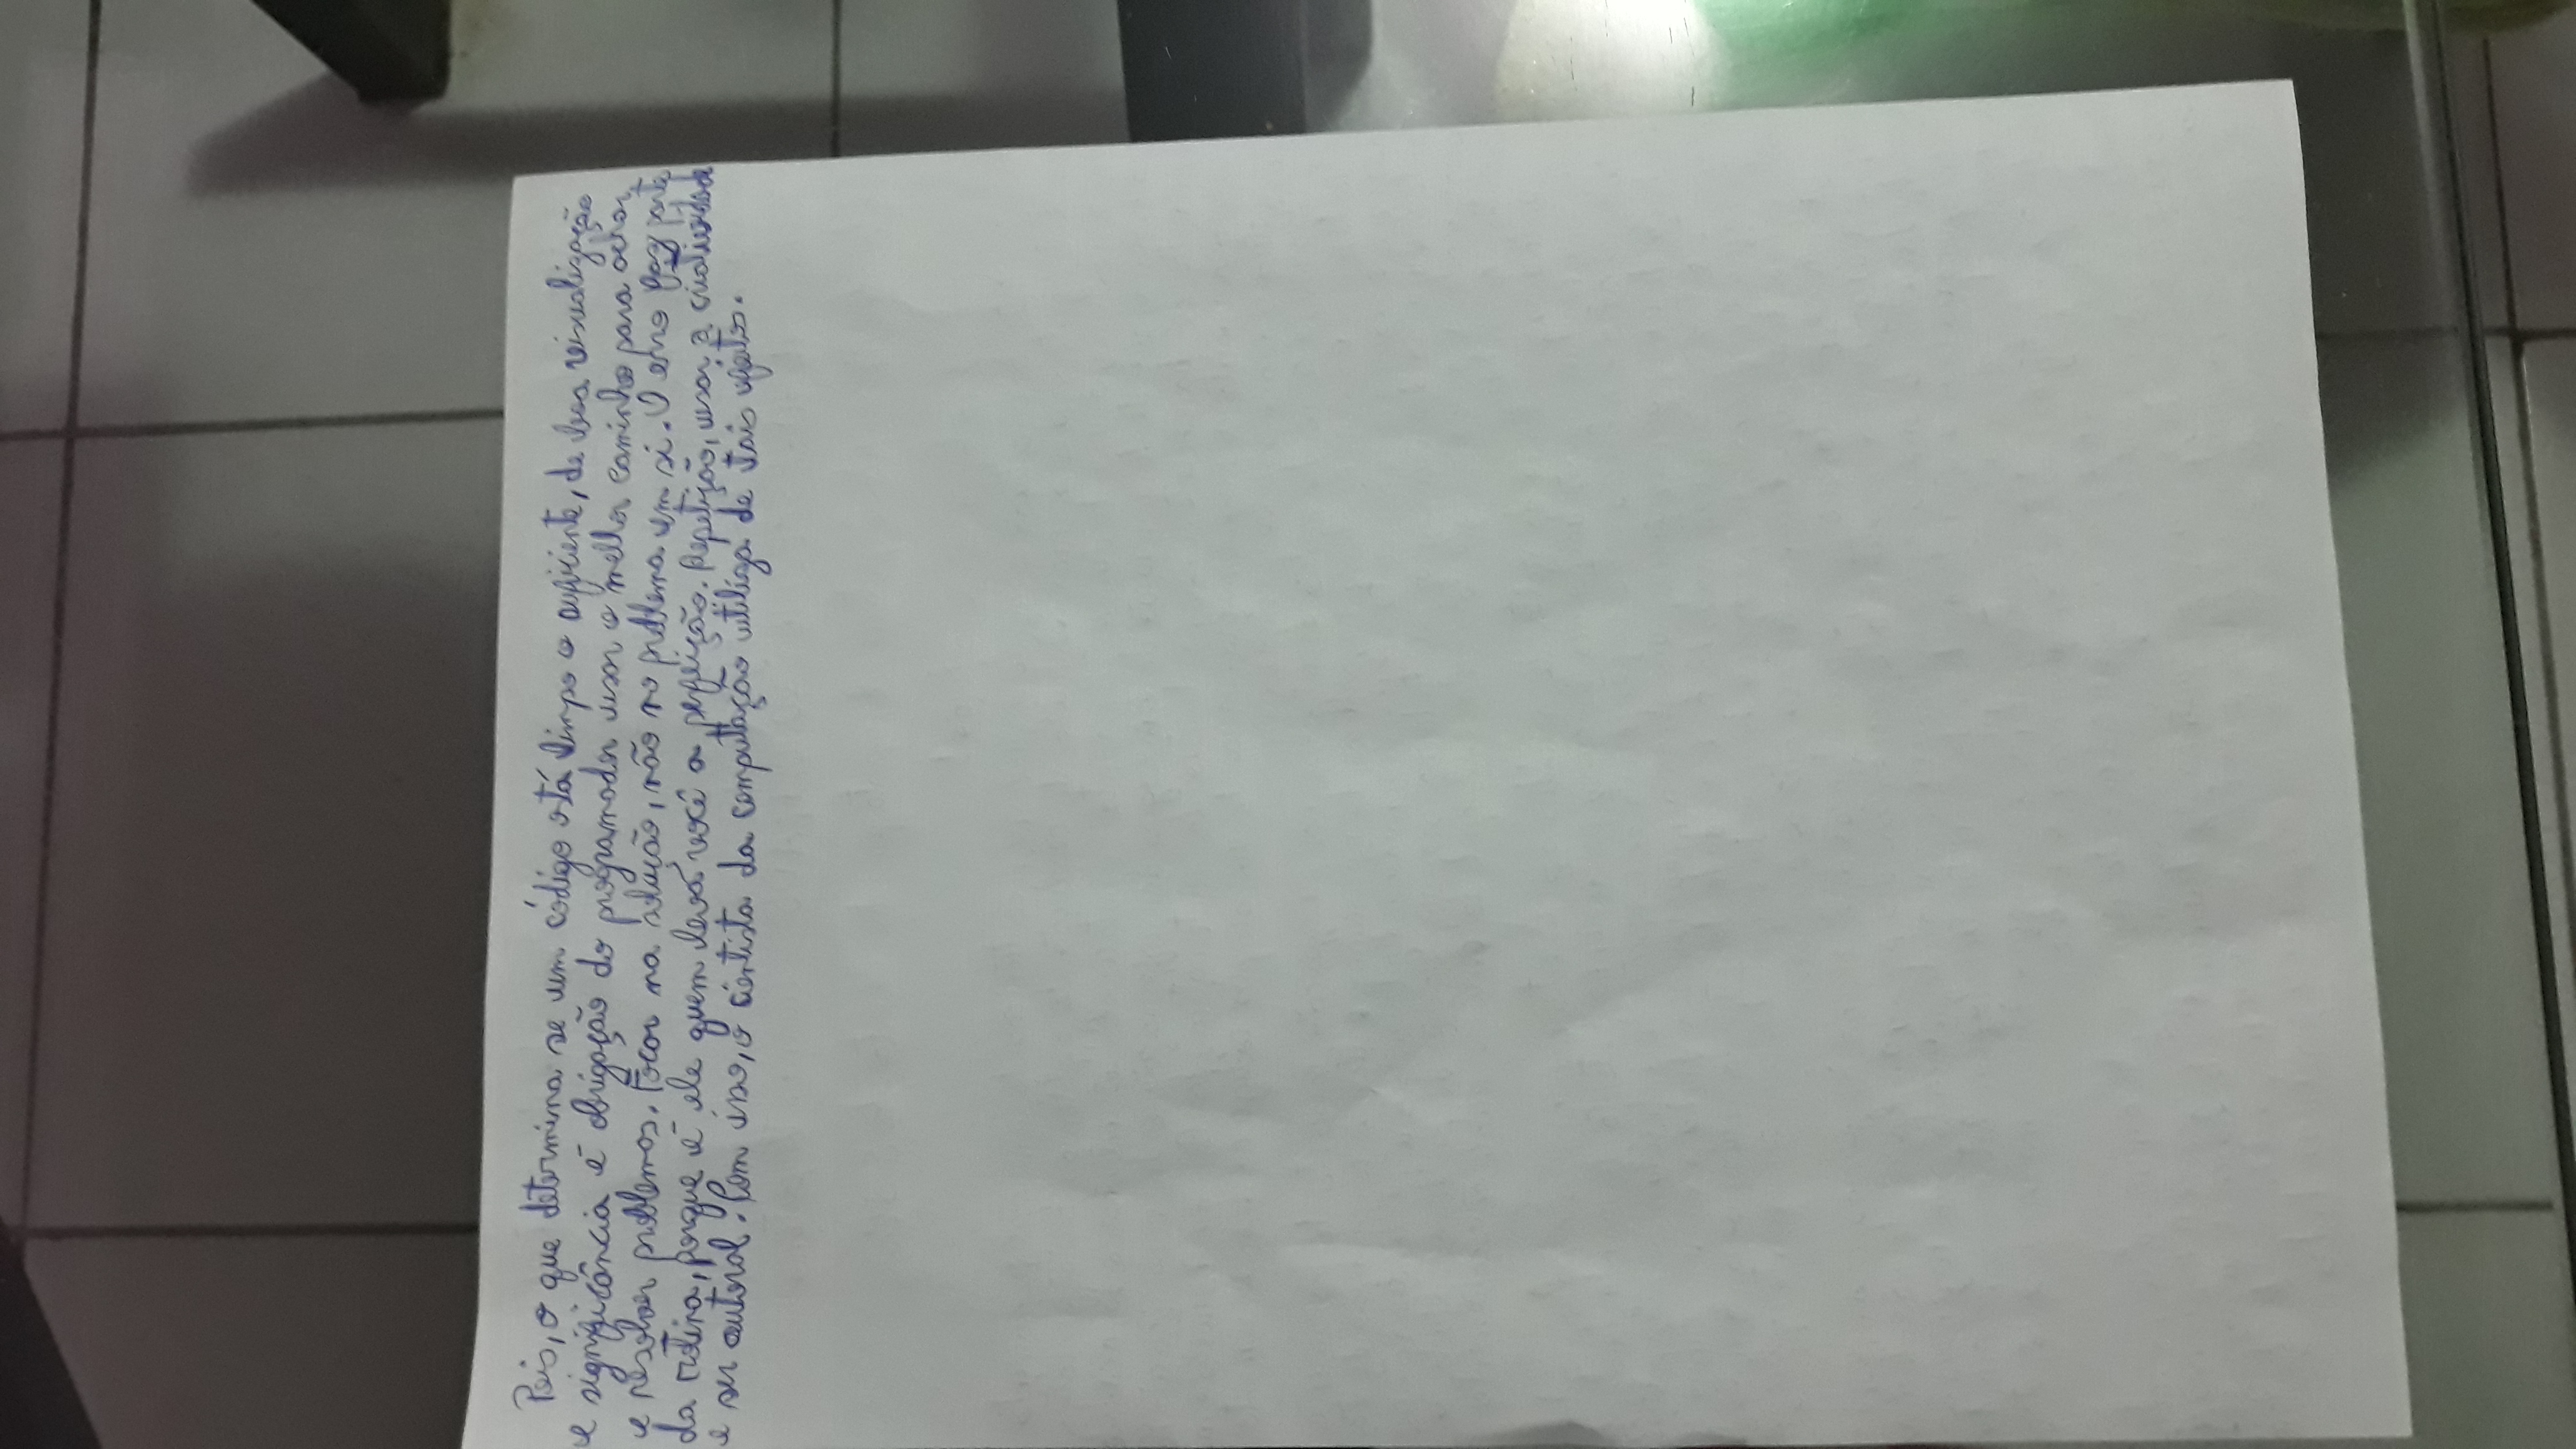 Pois, o que determina se um código está limpo o suficiente, de boa visualização
e significância é obrigação do programador usar o melhor caminho para achar
e resolver problemas. Focar na solução, não no problema em si. O erro faz parte
da rotina, porque é ele quem levá você a perfeição. Repetição, usar a criatividade
e ser autoral. Com isso, o cientista da computação utiliza de tais efeitos.